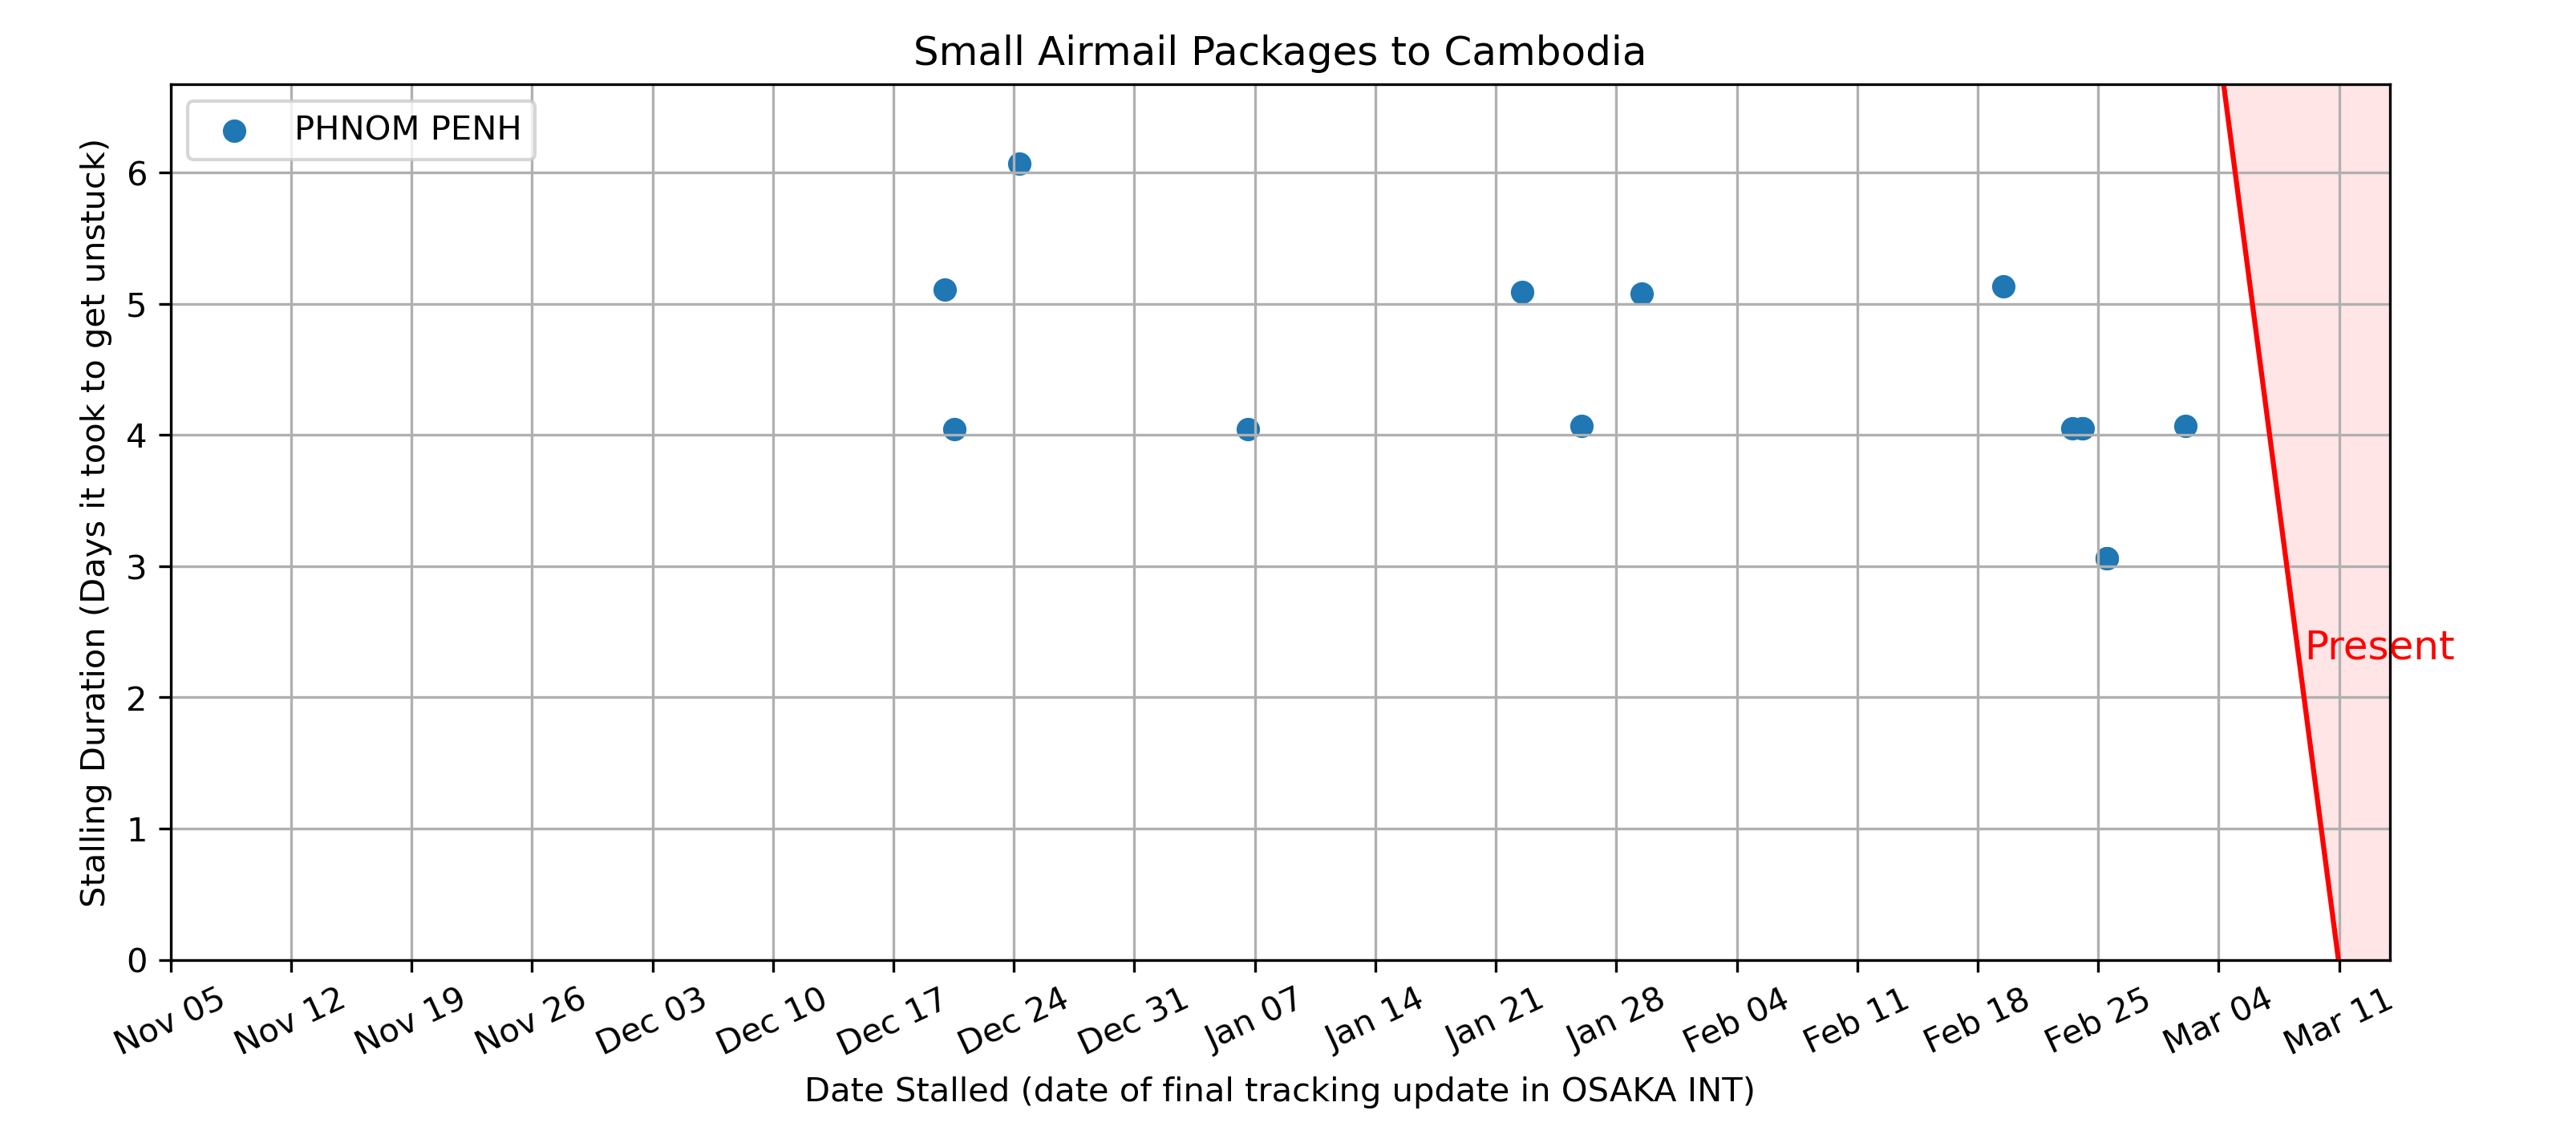 Small Airmail Packages to Cambodia
PHNOM PENH
Stalling Duration (Days it took to get unstuck)
6
5
4
3
2
1
0
Present
Nov 05
Nov 12
Nov 19
Nov 26
Dec 03
Dec 10
Dec 17
Dec 24
Dec 31
Jan 07
Jan 14
Jan 21
Jan 28
Feb 04
Feb 11
Feb 18
Feb 25
Mar 04
Mar 11
Date Stalled (date of final tracking update in OSAKA INT)